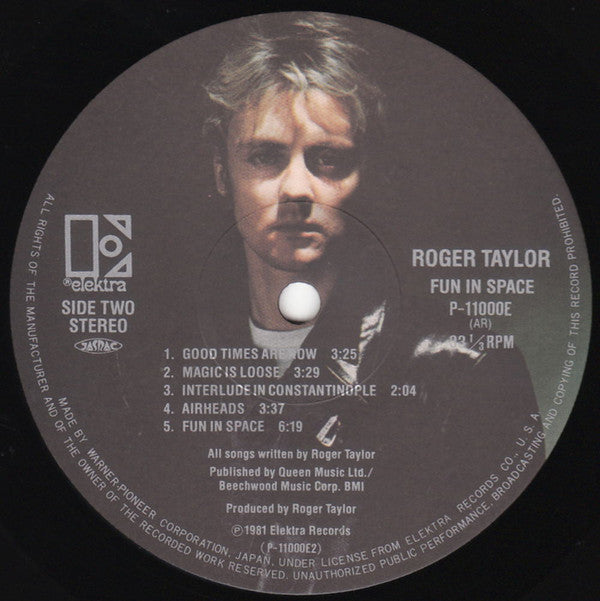 ALL RIGHTS OF THE MANUFACTURER AND OF THE OWNER OF THE RECORDED WORK RESERVED. UNAUTHORIZED PUBLIC PERFORMANCE, BROADCASTING AND COPYING OF THIS RECORD PROHIBITED.
®elektra
SIDE TWO
STEREO
JASRAC
ROGER TAYLOR
FUN IN SPACE
P-11000E
(AR)
33 1/3 RPM
1. GOOD TIMES ARE NOW 3:25
2. MAGIC IS LOOSE 3:29
3. INTERLUDE IN CONSTANTINOPLE 2:04
4. AIRHEADS 3:37
5. FUN IN SPACE 6:19
All songs written by Roger Taylor
Published by Queen Music Ltd./
Beechwood Music Corp. BMI
Produced by Roger Taylor
℗1981 Elektra Records
(P-11000E2)
MADE BY WARNER-PIONEER CORPORATION, JAPAN, UNDER LICENSE FROM ELEKTRA RECORDS CO., U.S.A